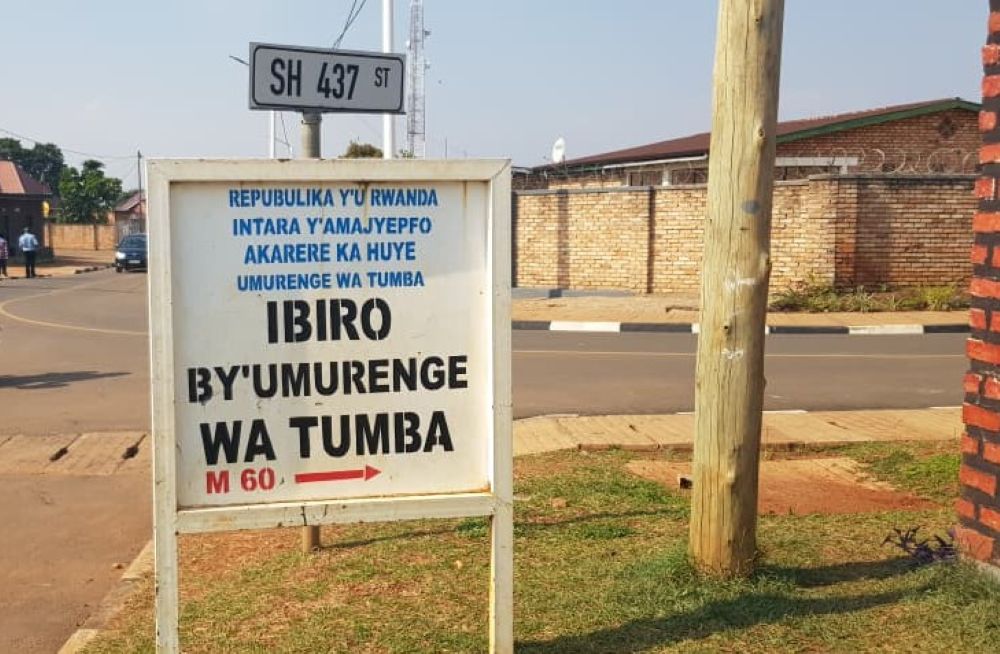 SH 437 ST
REPUBULIKA Y'U RWANDA
INTARA Y'AMAJYEPFO
AKARERE KA HUYE
UMURENGE WA TUMBA
IBIRO
BY'UMURENGE
WA TUMBA
M 60